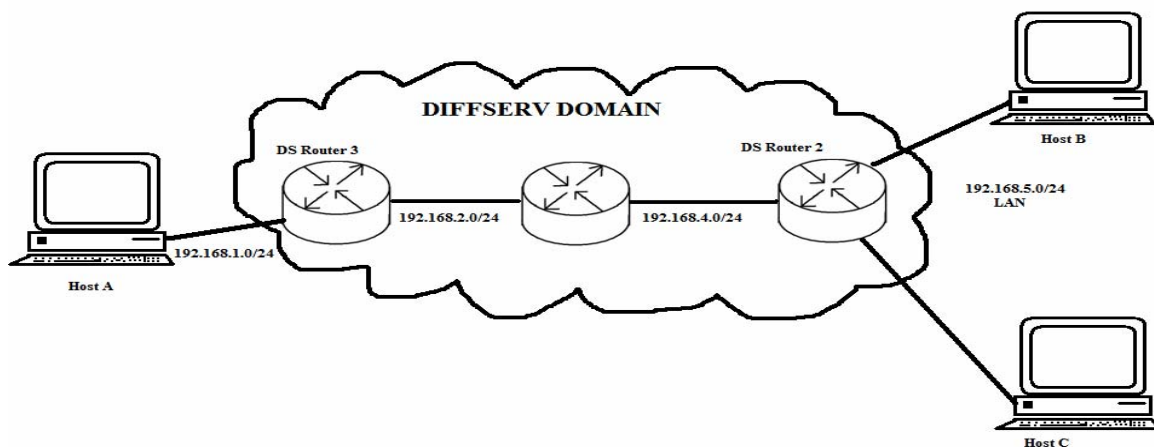 DIFFSERV DOMAIN
DS Router 3
DS Router 2
Host B
192.168.5.0/24
LAN
192.168.2.0/24
192.168.4.0/24
192.168.1.0/24
Host A
Host C